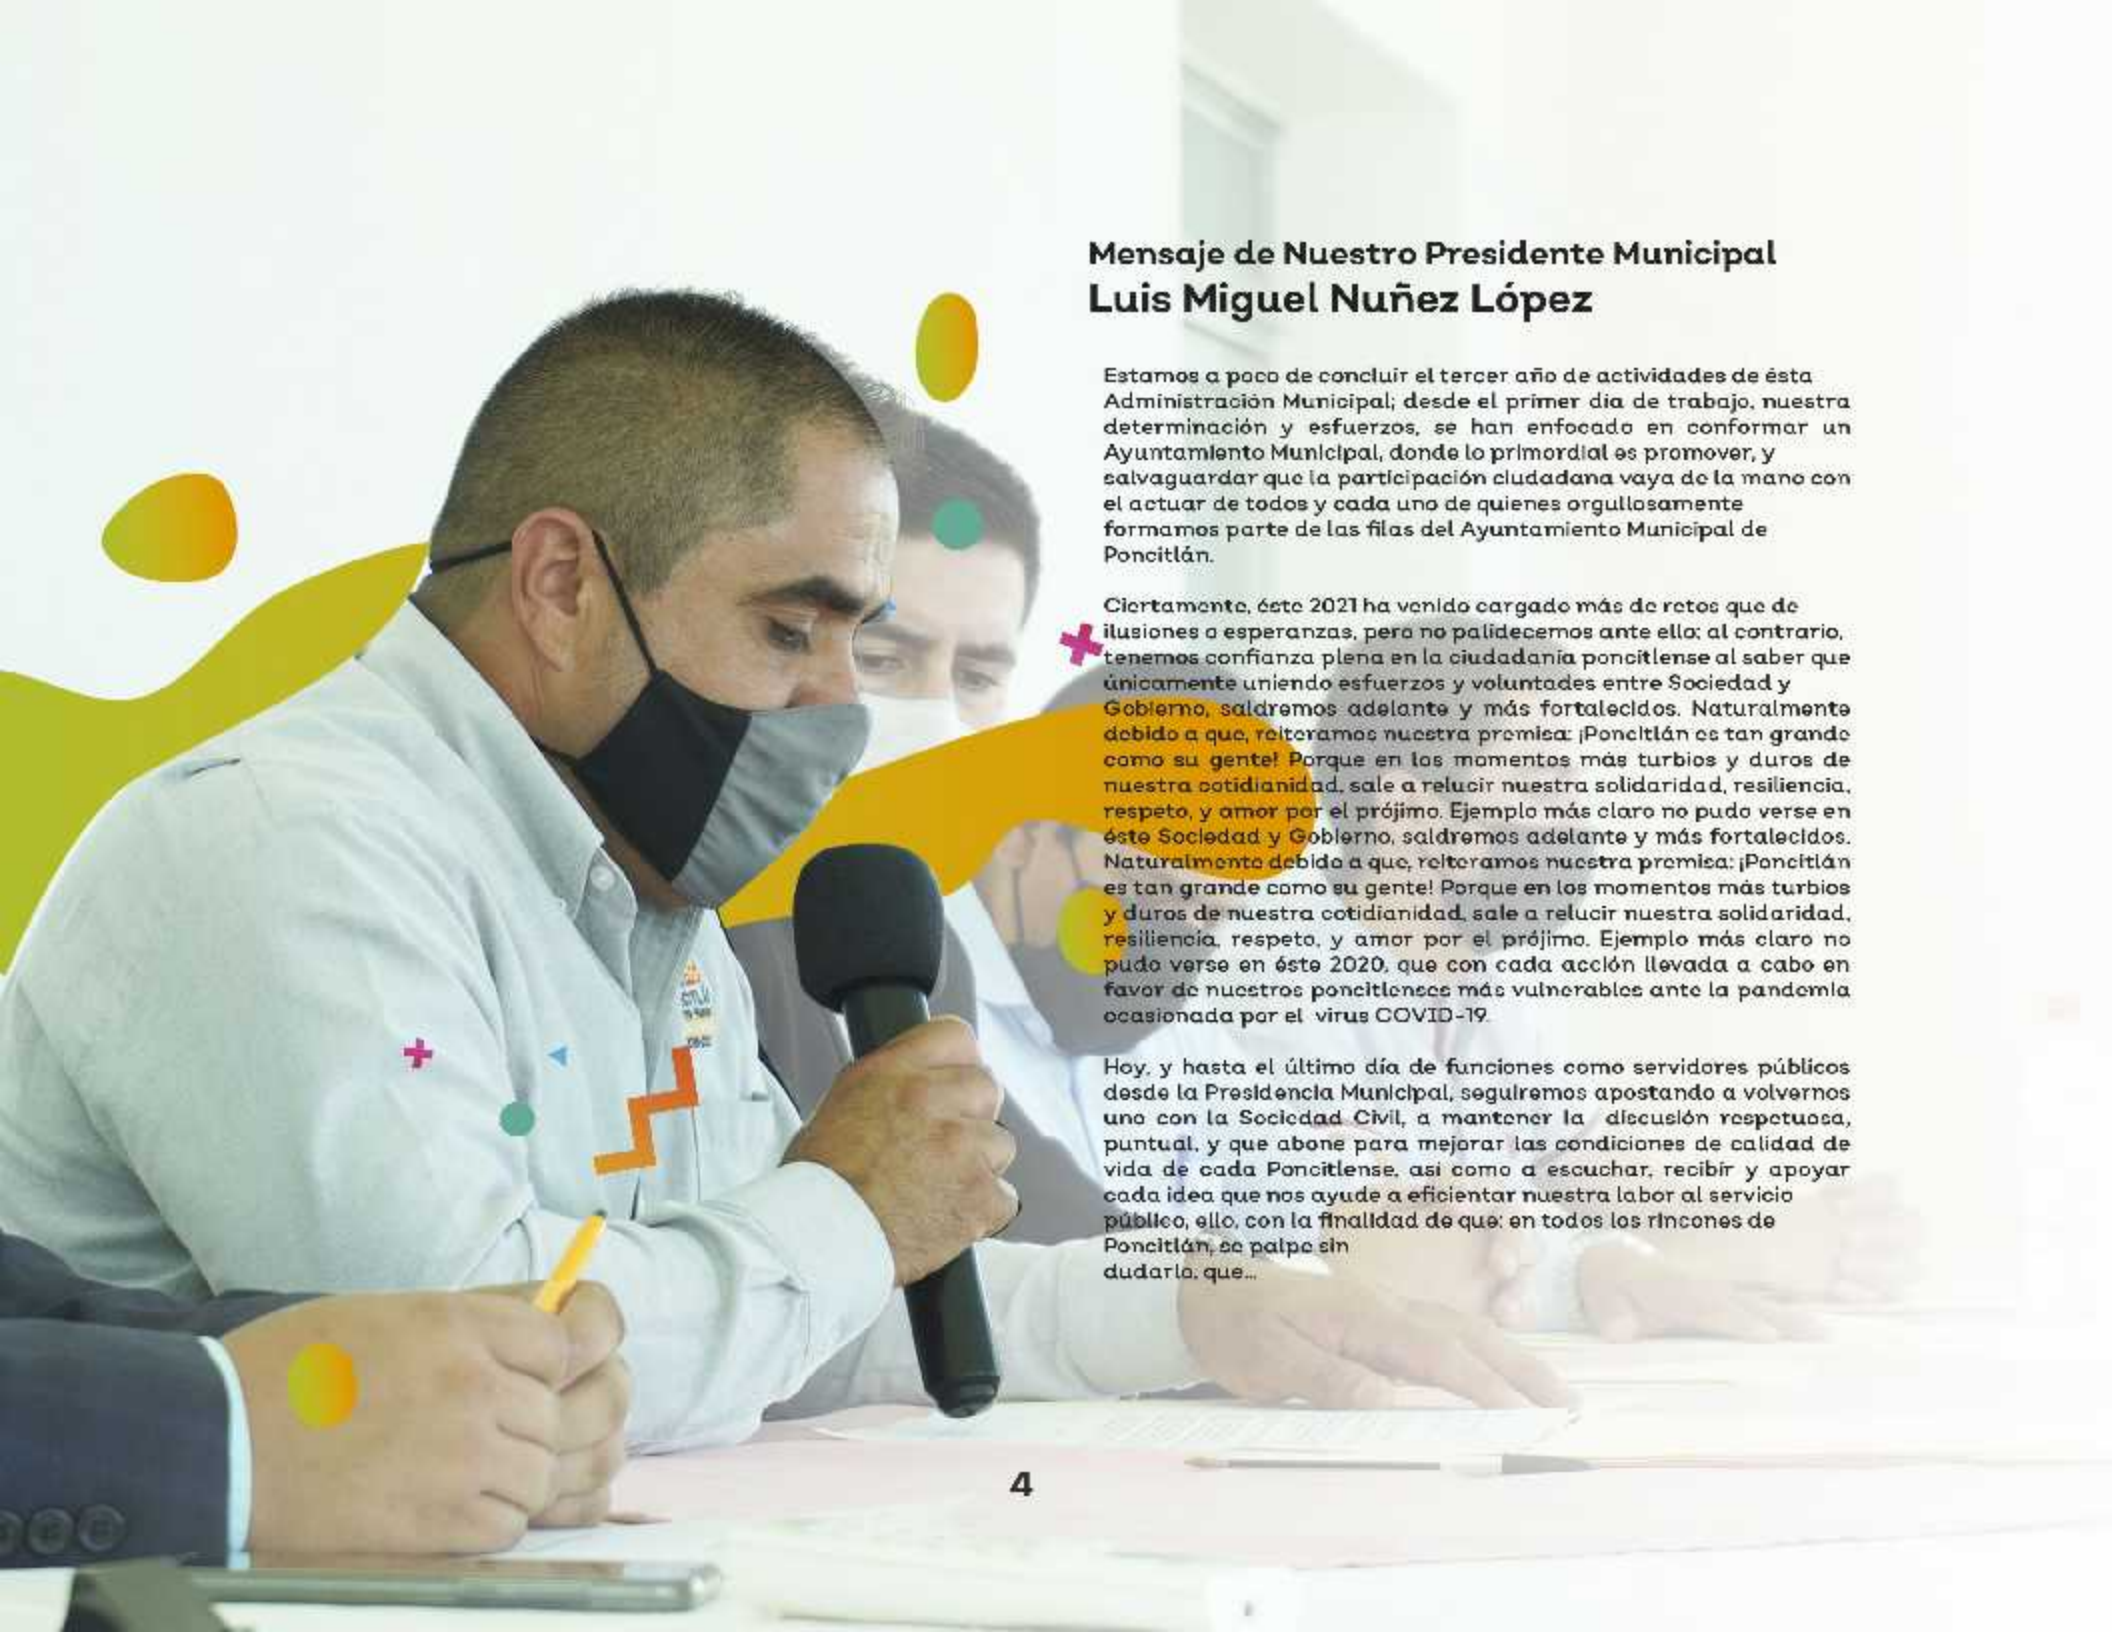 Mensaje de Nuestro Presidente Municipal
Luis Miguel Nuñez López
Estamos a poco de concluir el tercer año de actividades de ésta
Administración Municipal; desde el primer día de trabajo, nuestra
determinación y esfuerzos, se han enfocado en conformar un
Ayuntamiento Municipal, donde lo primordial es promover, y
salvaguardar que la participación ciudadana vaya de la mano con
el actuar de todos y cada uno de quienes orgullosamente
formamos parte de las filas del Ayuntamiento Municipal de
Poncitlán.
Ciertamente, éste 2021 ha venido cargado más de retos que de
ilusiones o esperanzas, pero no palidecemos ante ello; al contrario,
tenemos confianza plena en la ciudadanía poncitlense al saber que
únicamente uniendo esfuerzos y voluntades entre Sociedad y
Gobierno, saldremos adelante y más fortalecidos. Naturalmente
debido a que, reiteramos nuestra premisa: ¡Poncitlán es tan grande
como su gente! Porque en los momentos más turbios y duros de
nuestra cotidianidad, sale a relucir nuestra solidaridad, resiliencia,
respeto, y amor por el prójimo. Ejemplo más claro no pudo verse en
éste Sociedad y Gobierno, saldremos adelante y más fortalecidos.
Naturalmente debido a que, reiteramos nuestra premisa: ¡Poncitlán
es tan grande como su gente! Porque en los momentos más turbios
y duros de nuestra cotidianidad, sale a relucir nuestra solidaridad,
resiliencia, respeto, y amor por el prójimo. Ejemplo más claro no
pudo verse en éste 2020, que con cada acción llevada a cabo en
favor de nuestros poncitlenses más vulnerables ante la pandemia
ocasionada por el virus COVID-19.
Hoy, y hasta el último día de funciones como servidores públicos
desde la Presidencia Municipal, seguiremos apostando a volvernos
uno con la Sociedad Civil, a mantener la discusión respetuosa,
puntual, y que abone para mejorar las condiciones de calidad de
vida de cada Poncitlense, así como a escuchar, recibir y apoyar
cada idea que nos ayude a eficientar nuestra labor al servicio
público, ello, con la finalidad de que: en todos los rincones de
Poncitlán, se palpe sin
dudarlo, que...
4